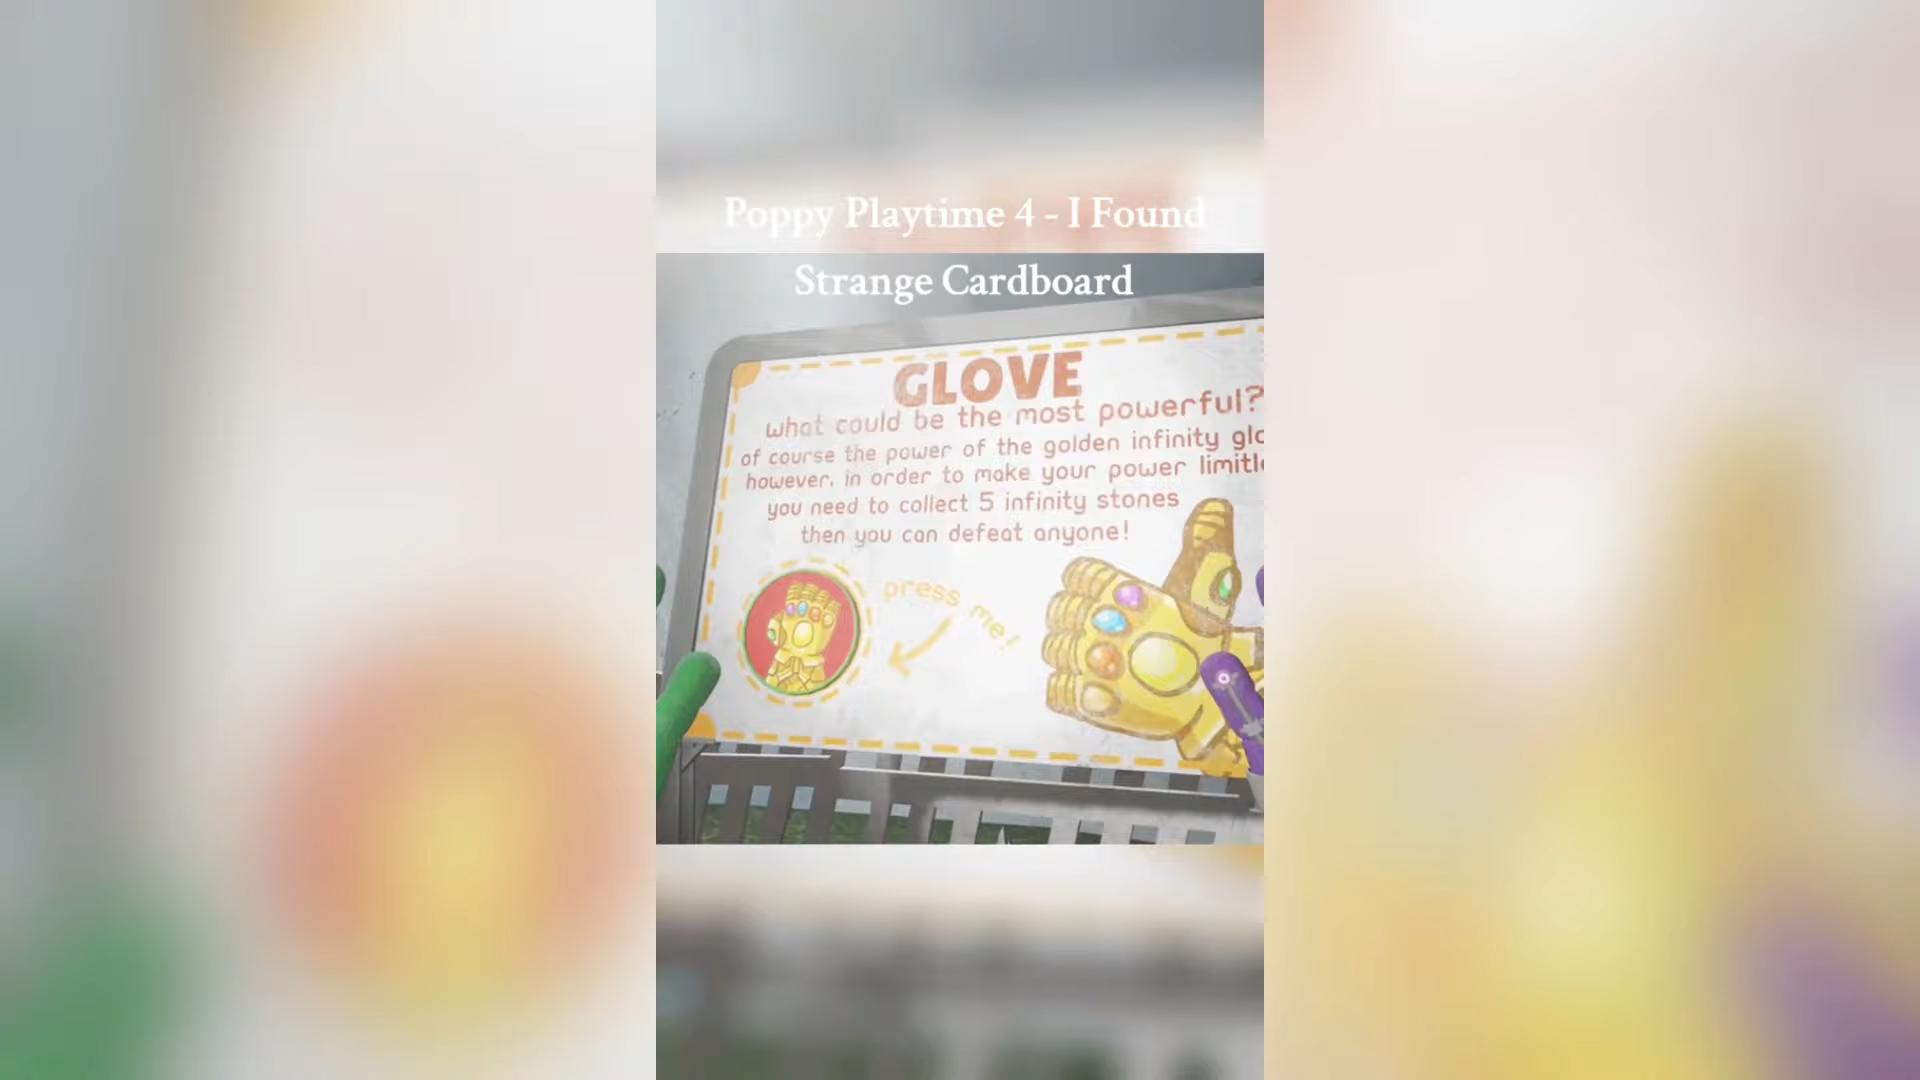 Poppy Playtime 4 - I Found
Strange Cardboard
GLOVE
what could be the most powerful?
of course the power of the golden infinity
however. in order to make your power
you need to collect 5 infinity stones
then you can defeat anyone!
press me!